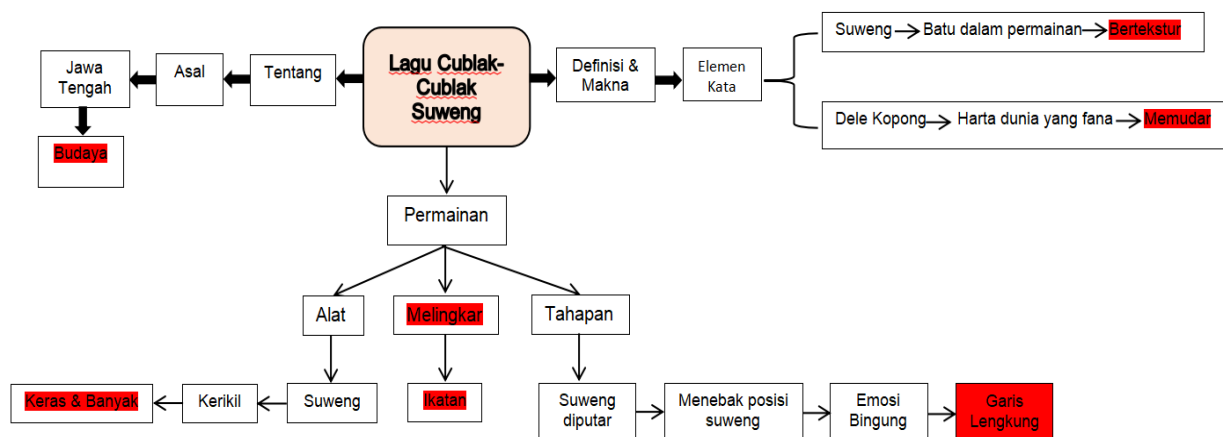 Lagu Cublak-
Cublak
Suweng
Tentang
Asal
Jawa
Tengah
Budaya
Definisi &
Makna
Elemen
Kata
Suweng
Batu dalam permainan
Bertekstur
Dele Kopong
Harta dunia yang fana
Memudar
Permainan
Alat
Melingkar
Tahapan
Suweng
Kerikil
Keras & Banyak
Ikatan
Suweng
diputar
Menebak posisi
suweng
Emosi
Bingung
Garis
Lengkung